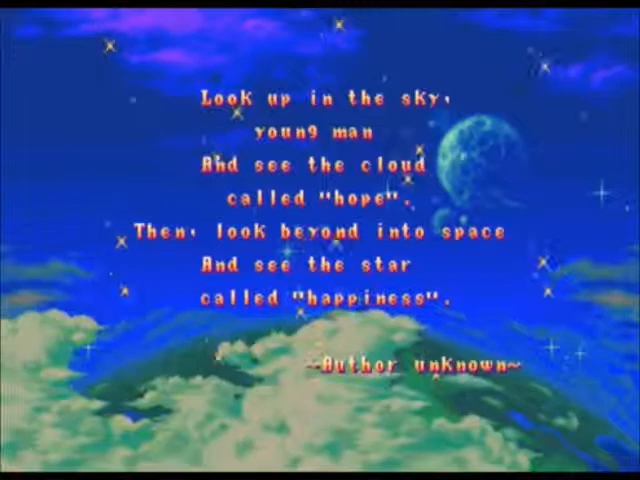 Look up in the sky,
young man
And see the cloud
called "hope".
Then, look beyond into space
And see the star
called "happiness".
~Author unknown~